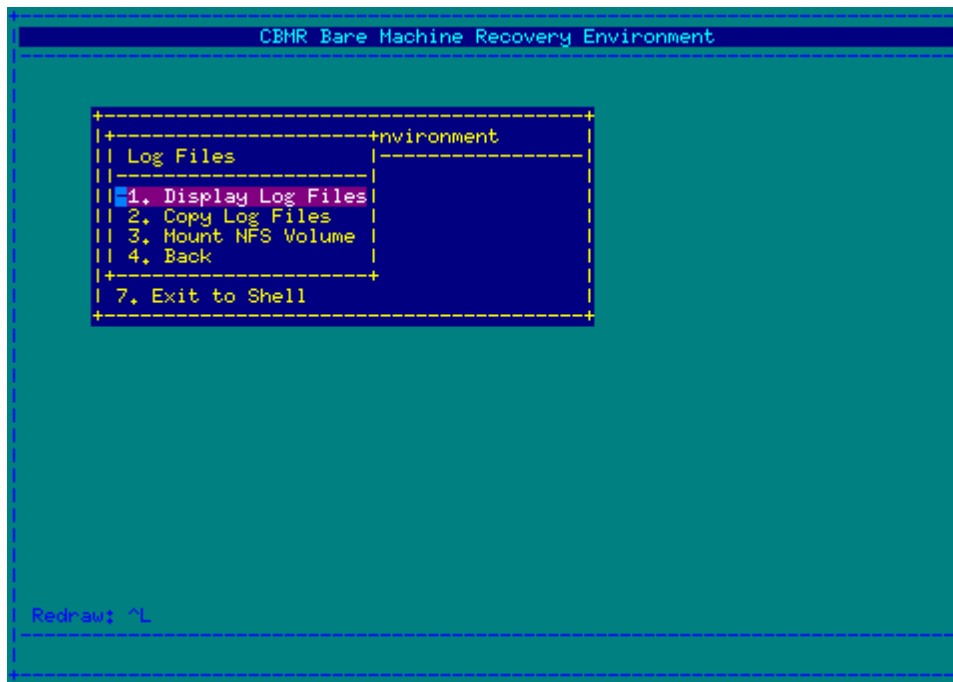 CBMR Bare Machine Recovery Environment
nvironment
Log Files
1. Display Log Files
2. Copy Log Files
3. Mount NFS Volume
4. Back
7. Exit to Shell
Redraw: ^L